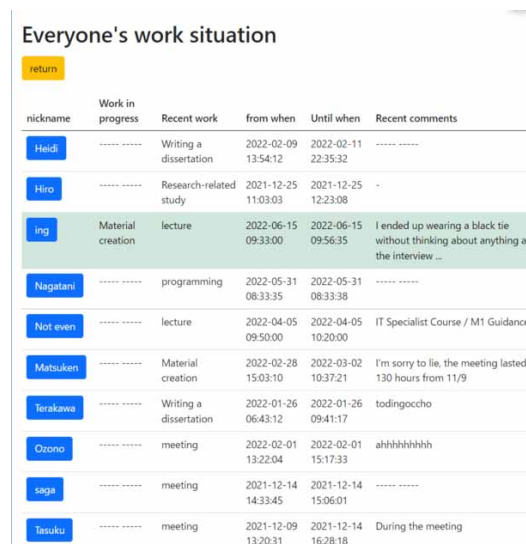 Everyone's work situation
return
nickname Work in progress Recent work from when Until when Recent comments
Heidi ----- ----- Writing a dissertation 2022-02-09 13:54:12 2022-02-11 22:35:32 ----- -----
Hiro ----- ----- Research-related study 2021-12-25 11:03:03 2021-12-25 12:23:08 -
ing Material creation lecture 2022-06-15 09:33:00 2022-06-15 09:56:35 I ended up wearing a black tie without thinking about anything a the interview ...
Nagatani ----- ----- programming 2022-05-31 08:33:35 2022-05-31 08:33:38 ----- -----
Not even ----- ----- lecture 2022-04-05 09:50:00 2022-04-05 10:20:00 IT Specialist Course / M1 Guidance
Matsuken ----- ----- Material creation 2022-02-28 15:03:10 2022-03-02 10:37:21 I'm sorry to lie, the meeting lasted 130 hours from 11/9
Terakawa ----- ----- Writing a dissertation 2022-01-26 06:43:12 2022-01-26 09:41:17 todingoccho
Ozono ----- ----- meeting 2022-02-01 13:22:04 2022-02-01 15:17:33 ahhhhhhhhh
saga ----- ----- meeting 2021-12-14 14:33:45 2021-12-14 15:06:01 ----- -----
Tasuku ----- ----- meeting 2021-12-09 13:20:31 2021-12-14 16:28:18 During the meeting